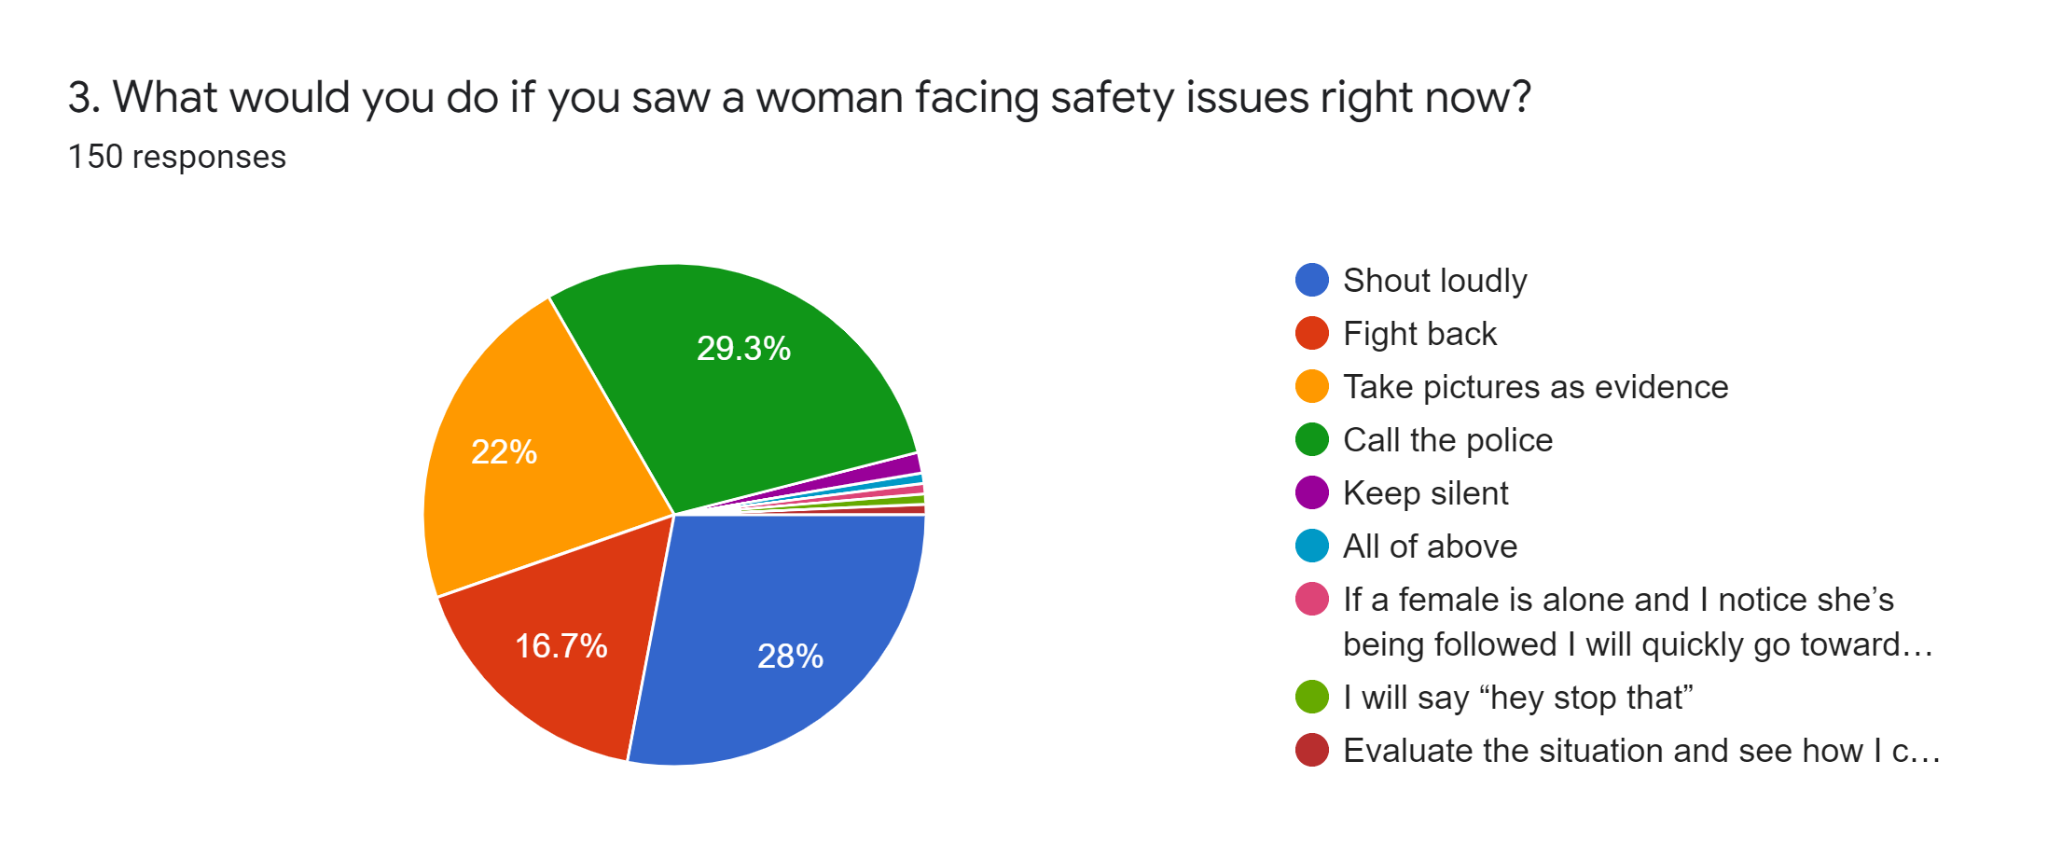 3. What would you do if you saw a woman facing safety issues right now?
150 responses
29.3%
22%
16.7%
28%
Shout loudly
Fight back
Take pictures as evidence
Call the police
Keep silent
All of above
If a female is alone and I notice she’s
being followed I will quickly go toward…
I will say “hey stop that”
Evaluate the situation and see how I c…